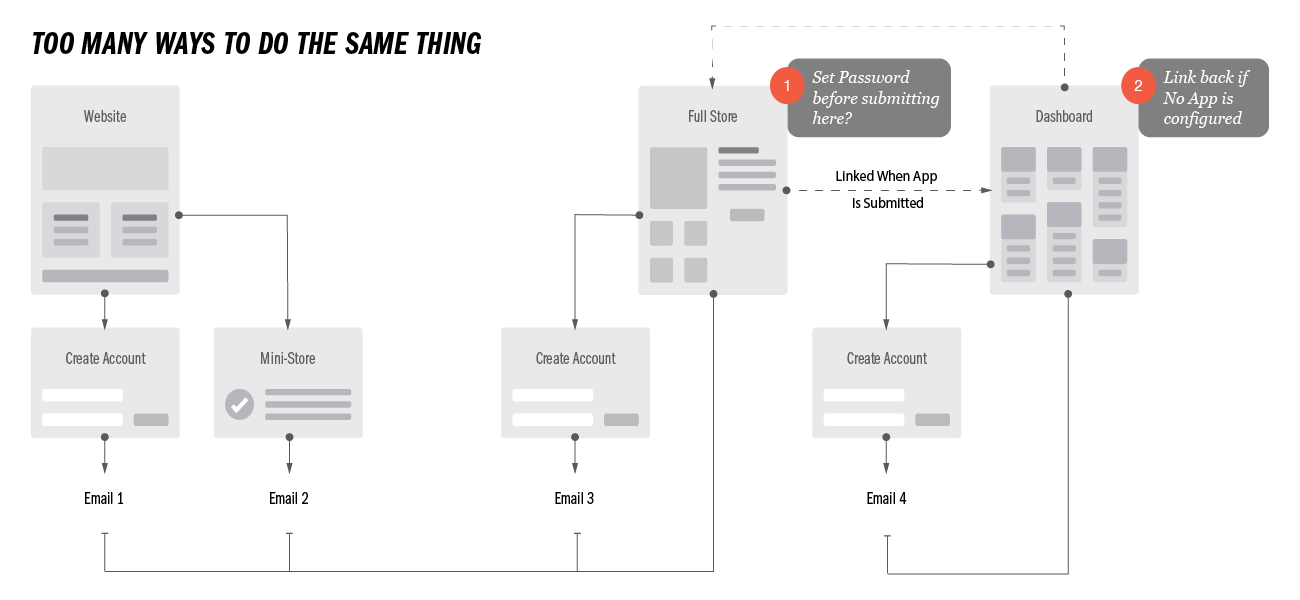 TOO MANY WAYS TO DO THE SAME THING
Website
Full Store
1
Set Password
before submitting
here?
Dashboard
2
Link back if
No App is
configured
Linked When App
Is Submitted
Create Account
Mini-Store
Create Account
Create Account
Email 1
Email 2
Email 3
Email 4